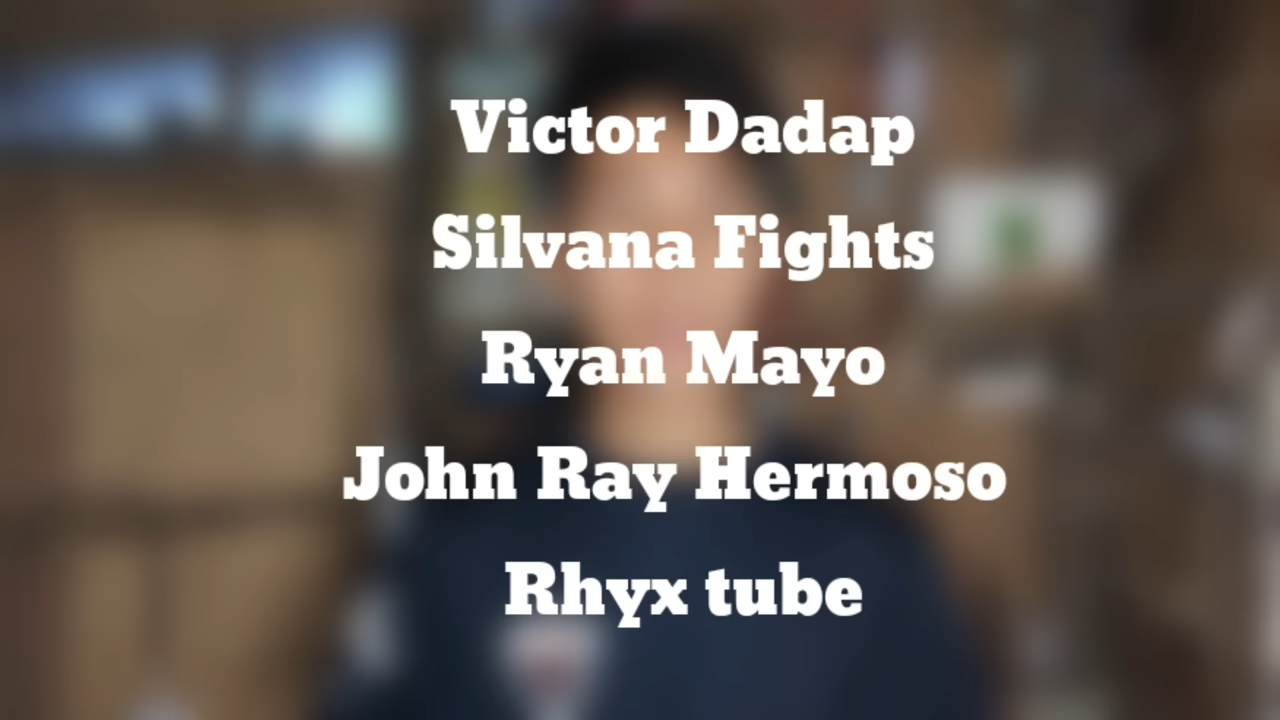 Victor Dadap
Silvana Fights
Ryan Mayo
John Ray Hermoso
Rhyx tube